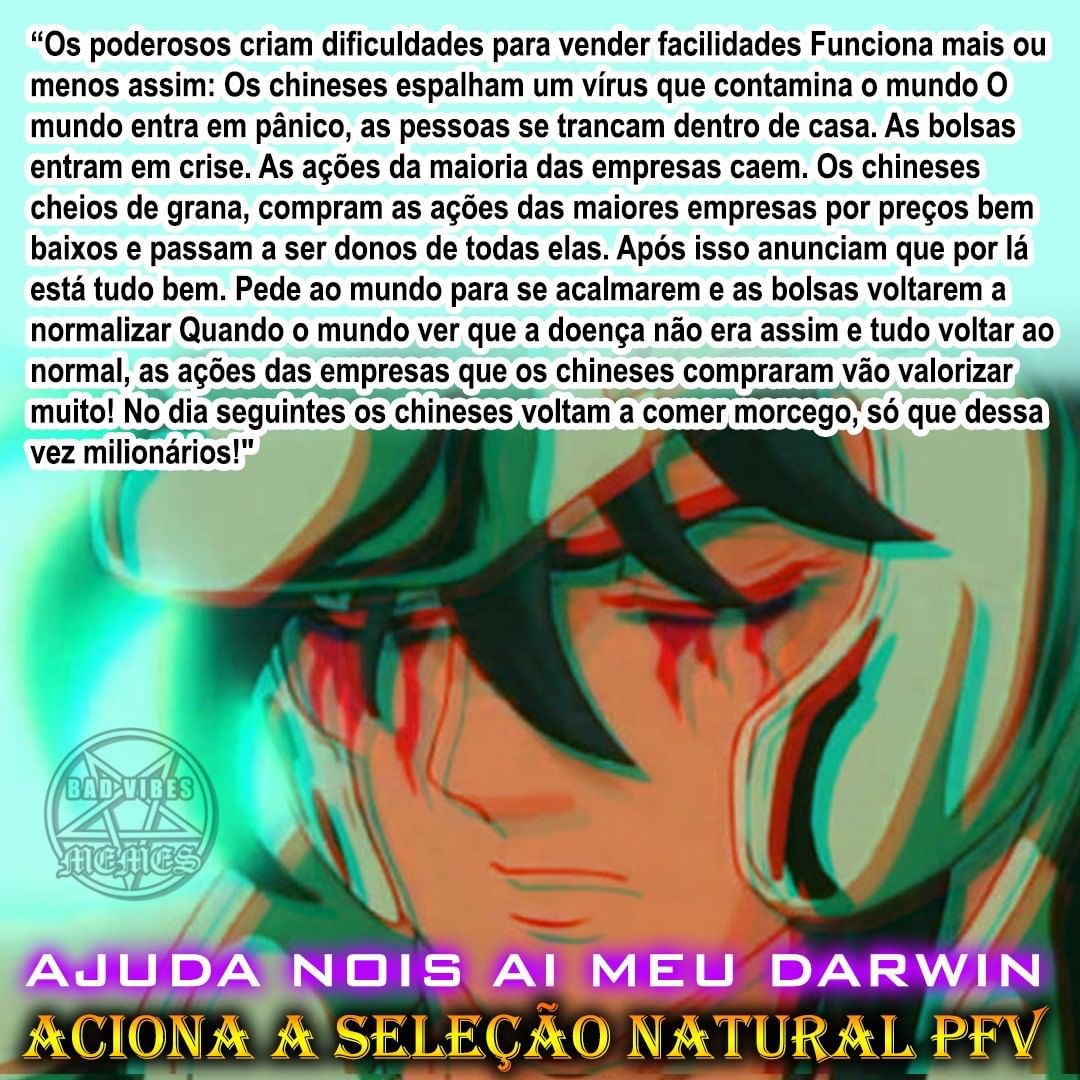 “Os poderosos criam dificuldades para vender facilidades Funciona mais ou
menos assim: Os chineses espalham um vírus que contamina o mundo O
mundo entra em pânico, as pessoas se trancam dentro de casa. As bolsas
entram em crise. As ações da maioria das empresas caem. Os chineses
cheios de grana, compram as ações das maiores empresas por preços bem
baixos e passam a ser donos de todas elas. Após isso anunciam que por lá
está tudo bem. Pede ao mundo para se acalmarem e as bolsas voltarem a
normalizar Quando o mundo ver que a doença não era assim e tudo voltar ao
normal, as ações das empresas que os chineses compraram vão valorizar
muito! No dia seguintes os chineses voltam a comer morcego, só que dessa
vez milionários!"
BAD VIBES
MEMES
AJUDA NOIS AI MEU DARWIN
ACIONA A SELEÇÃO NATURAL PFV